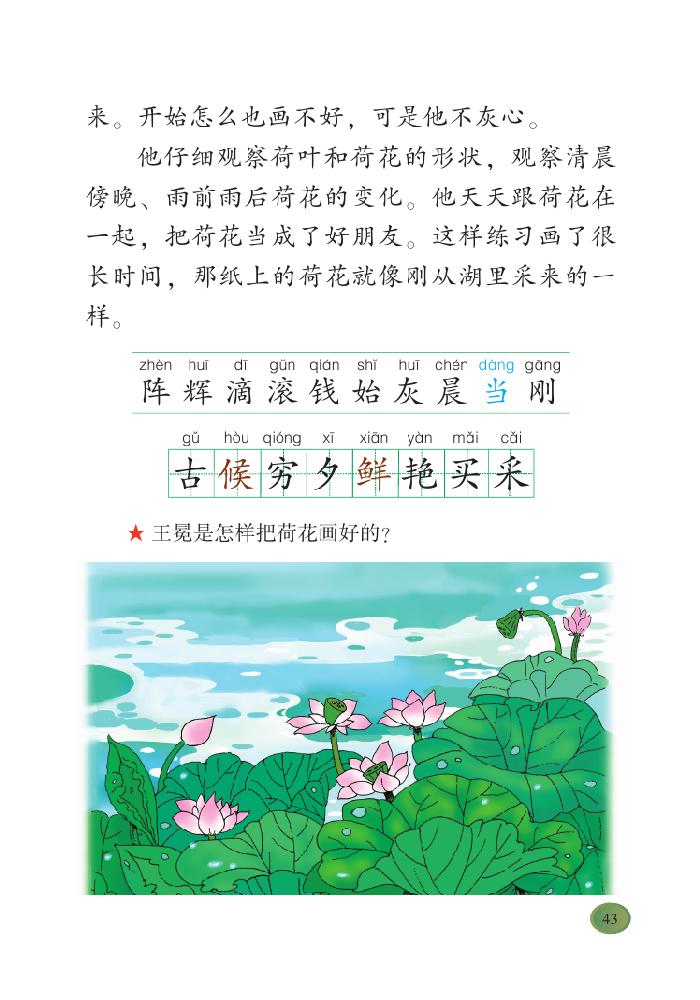 来。开始怎么也画不好，可是他不灰心。
他仔细观察荷叶和荷花的形状，观察清晨
傍晚、雨前雨后荷花的变化。他天天跟荷花在
一起，把荷花当成了好朋友。这样练习画了很
长时间，那纸上的荷花就像刚从湖里采来的一
样。
zhèn huī dī gǔn qián shǐ huī chén dàng gāng
阵 辉 滴 滚 钱 始 灰 晨 当 刚
gǔ hòu qióng xī xiān yàn mǎi cǎi
古 候 穷 夕 鲜 艳 买 采
★ 王冕是怎样把荷花画好的？
43